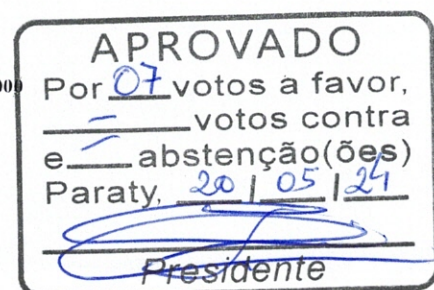 APROVADO
Por 07 votos a favor,
- votos contra
e - abstenção(ões)
Paraty, 20 / 05 / 24
Presidente